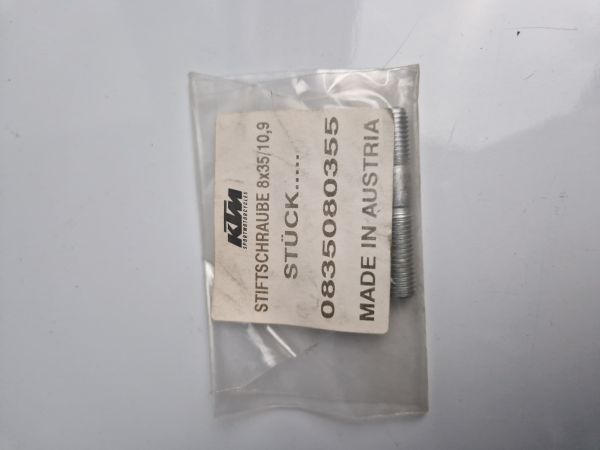 KTM
SPORTMOTORCYCLES
STIFTSCHRAUBE 8x35/10,9
STÜCK.....
0835080355
MADE IN AUSTRIA